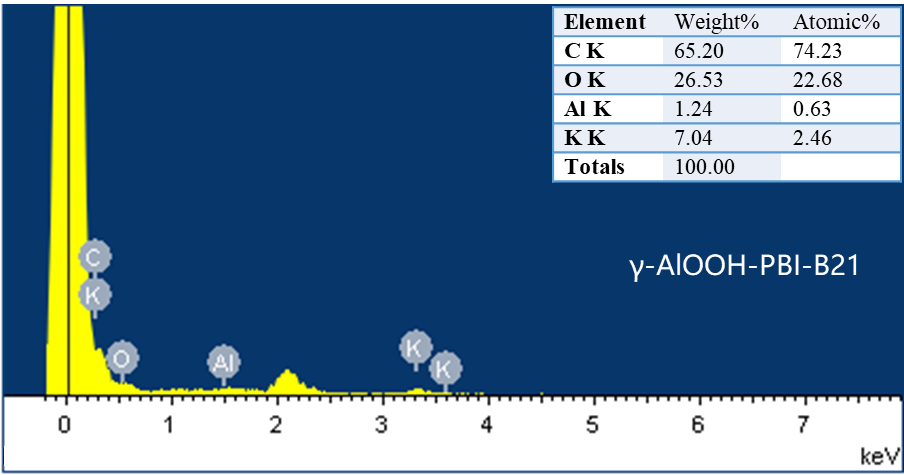 Element Weight% Atomic%
C K 65.20 74.23
O K 26.53 22.68
Al K 1.24 0.63
K K 7.04 2.46
Totals 100.00
γ-AlOOH-PBI-B21
C
K
O
Al
K
K
0 1 2 3 4 5 6 7
keV